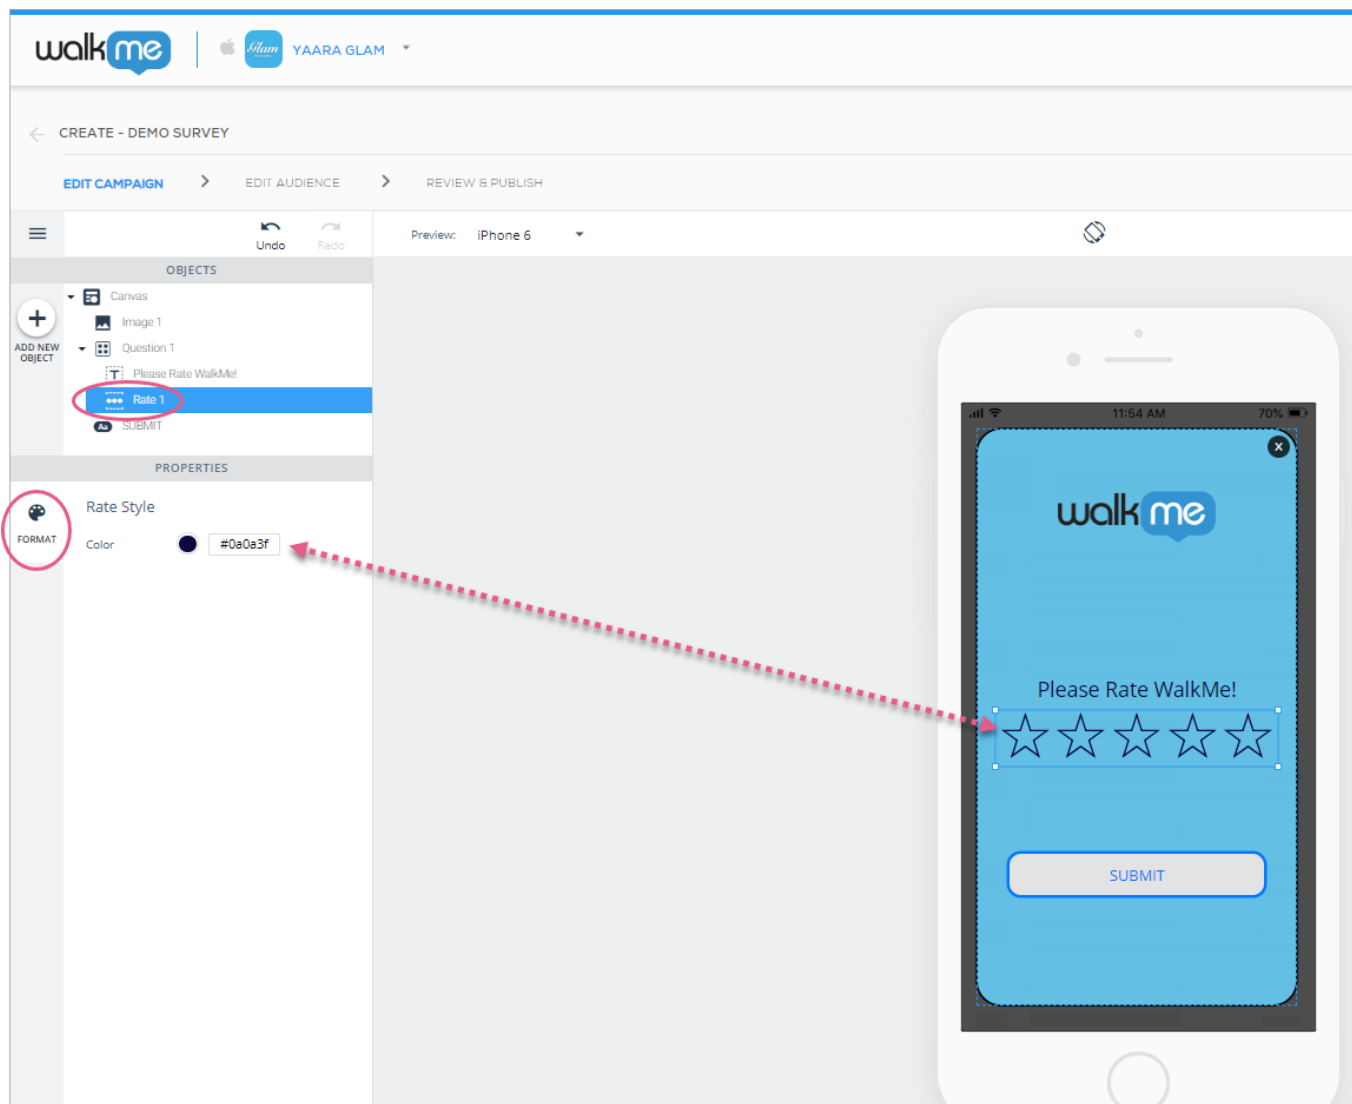 walkme
Glam
YAARA GLAM
CREATE - DEMO SURVEY
EDIT CAMPAIGN
EDIT AUDIENCE
REVIEW & PUBLISH
Undo
Redo
Preview:
iPhone 6
OBJECTS
Canvas
Image 1
ADD NEW
OBJECT
Question 1
T
Please Rate WalkMe!
Rate 1
Aa
SUBMIT
PROPERTIES
FORMAT
Rate Style
Color
#0a0a3f
11:54 AM
70%
X
walkme
Please Rate WalkMe!
SUBMIT